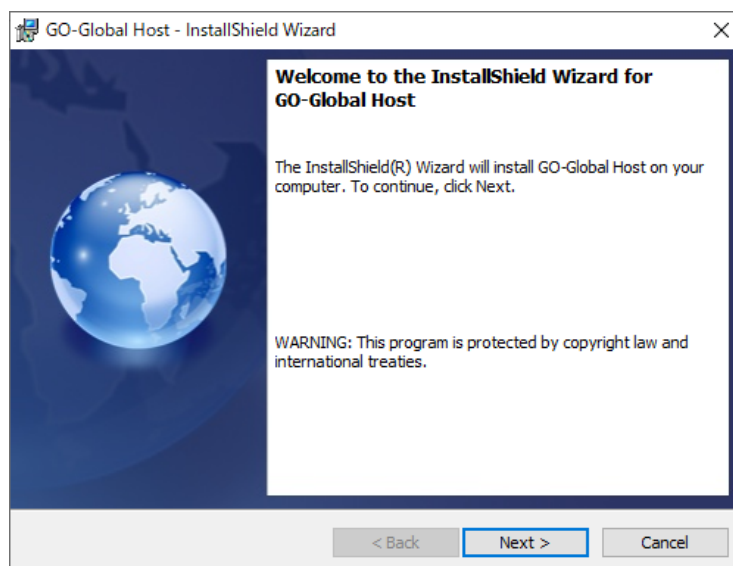 GO-Global Host - InstallShield Wizard
Welcome to the InstallShield Wizard for
GO-Global Host
The InstallShield(R) Wizard will install GO-Global Host on your
computer. To continue, click Next.
WARNING: This program is protected by copyright law and
international treaties.
< Back
Next >
Cancel